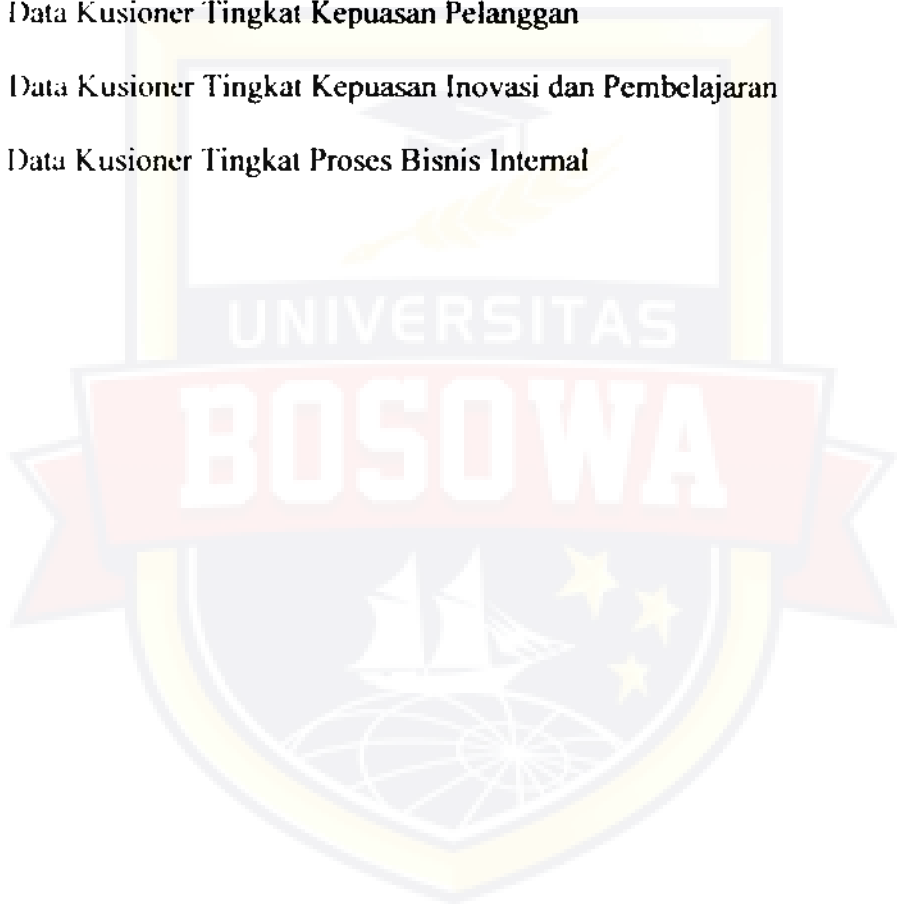 Data Kusioner Tingkat Kepuasan Pelanggan
Data Kusioner Tingkat Kepuasan Inovasi dan Pembelajaran
Data Kusioner Tingkat Proses Bisnis Internal
UNIVERSITAS
BOSOWA